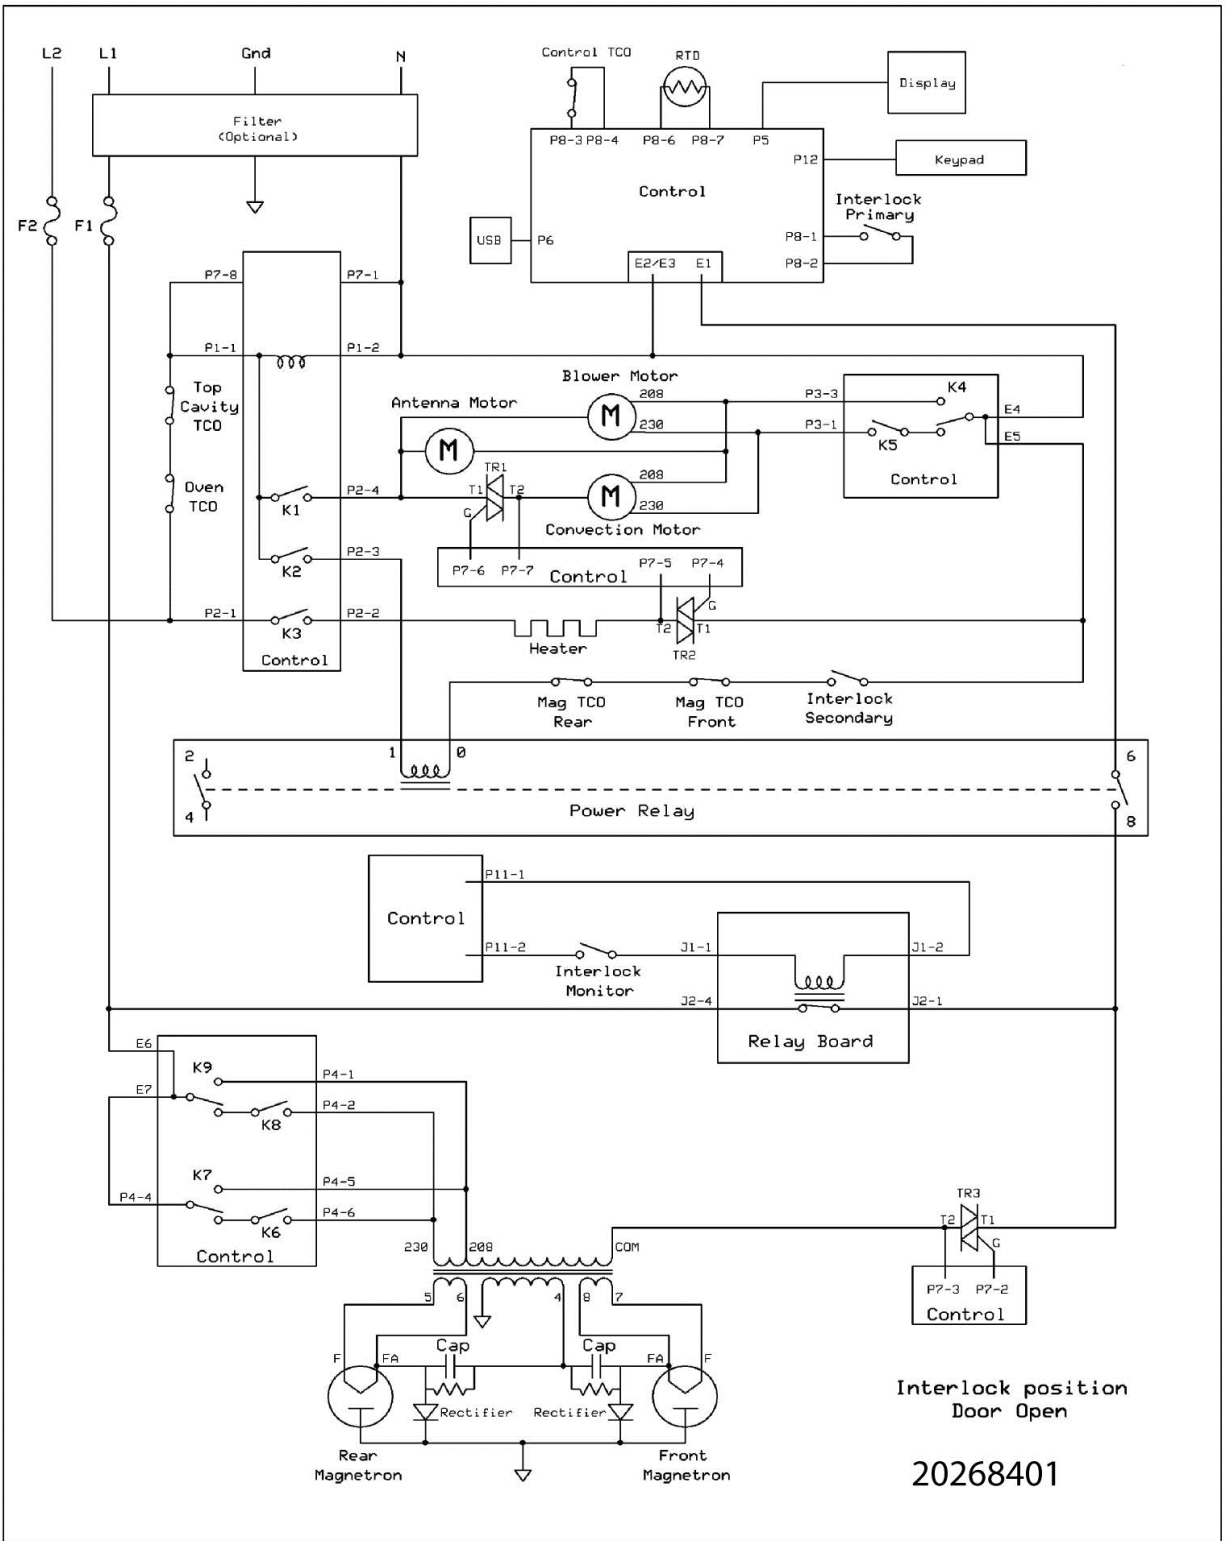 L2
L1
Gnd
N
Filter
(Optional)
F2
F1
Control TCO
RTD
Display
P8-3
P8-4
P8-6
P8-7
P5
P12
Keypad
Control
Interlock
Primary
P8-1
P8-2
USB
P6
E2/E3
E1
P7-8
P7-1
P1-1
P1-2
Top
Cavity
TCO
Oven
TCO
Blower Motor
208
230
M
Antenna Motor
M
P3-3
P3-1
K4
K5
E4
E5
Control
K1
P2-4
TR1
T1
T2
G
M
208
230
Convection Motor
K2
P2-3
P7-6
P7-7
Control
P7-5
P7-4
P2-1
K3
P2-2
Control
Heater
T2
T1
G
TR2
Mag TCO
Rear
Mag TCO
Front
Interlock
Secondary
2
4
1
0
6
8
Power Relay
Control
P11-1
P11-2
Interlock
Monitor
J1-1
J1-2
J2-4
J2-1
Relay Board
E6
E7
K9
P4-1
P4-2
K8
K7
P4-4
P4-5
P4-6
K6
Control
230
208
COM
TR3
T2
T1
G
P7-3
P7-2
Control
5
6
4
8
7
F
FA
Cap
Cap
FA
F
Rectifier
Rectifier
Rear
Magnetron
Front
Magnetron
Interlock position
Door Open
20268401